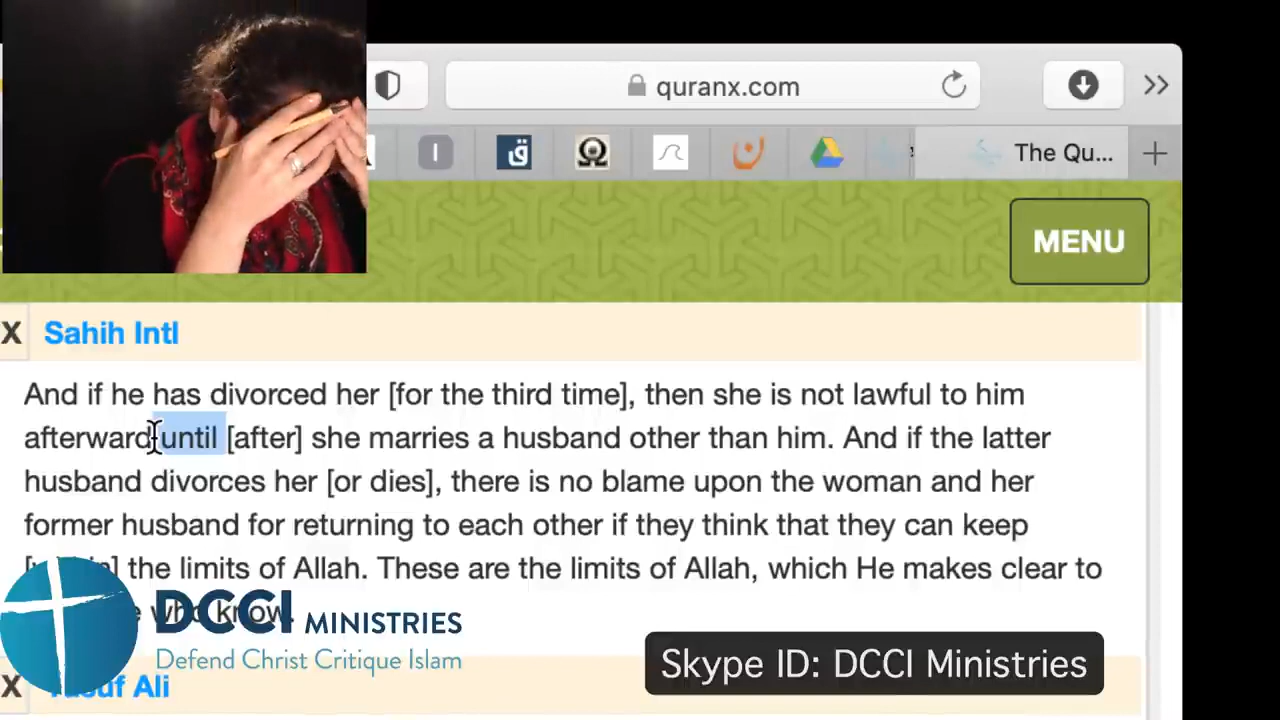 quranx.com
The Qu...
MENU
X Sahih Intl
And if he has divorced her [for the third time], then she is not lawful to him
afterward until [after] she marries a husband other than him. And if the latter
husband divorces her [or dies], there is no blame upon the woman and her
former husband for returning to each other if they think that they can keep
the limits of Allah. These are the limits of Allah, which He makes clear to
who know.
DCCI MINISTRIES
Defend Christ Critique Islam
Skype ID: DCCI Ministries
X Yusuf Ali